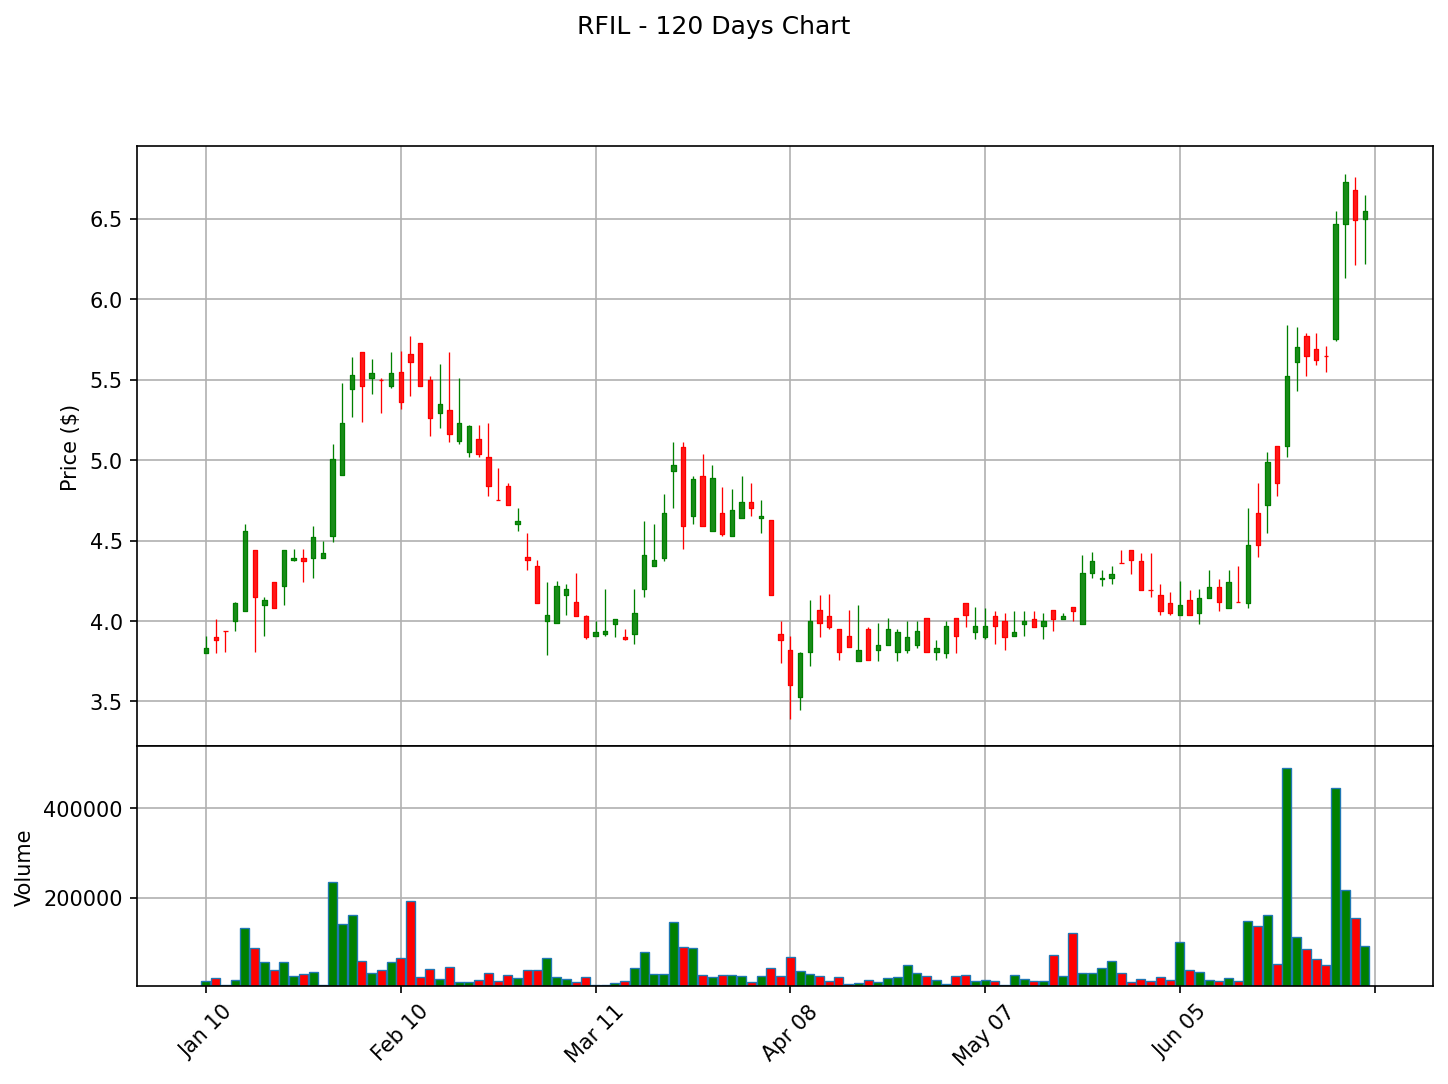 RFIL - 120 Days Chart
Price ($)
6.5
6.0
5.5
5.0
4.5
4.0
3.5
Volume
400000
200000
Jan 10
Feb 10
Mar 11
Apr 08
May 07
Jun 05